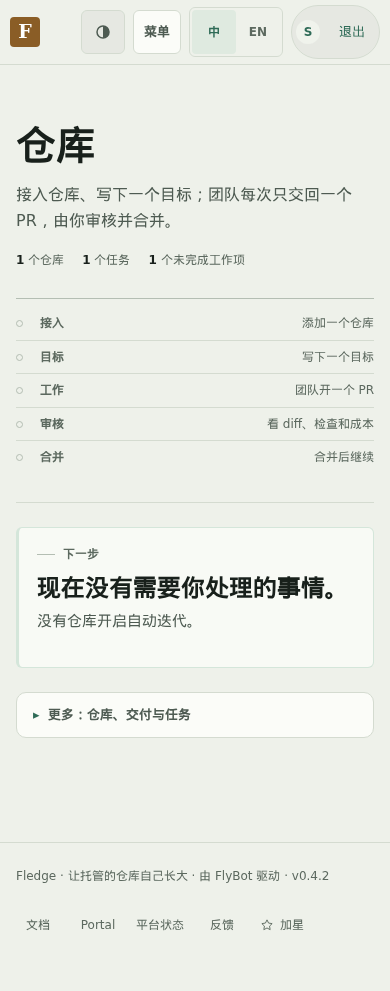 F 菜单 中 EN S 退出
仓库
接入仓库、写下一个目标；团队每次只交回一个
PR，由你审核并合并。
1 个仓库 1 个任务 1 个未完成工作项
接入 添加一个仓库
目标 写下一个目标
工作 团队开一个 PR
审核 看 diff、检查和成本
合并 合并后继续
下一步
现在没有需要你处理的事情。
没有仓库开启自动迭代。
更多：仓库、交付与任务
Fledge · 让托管的仓库自己长大 · 由 FlyBot 驱动 · v0.4.2
文档 Portal 平台状态 反馈 加星